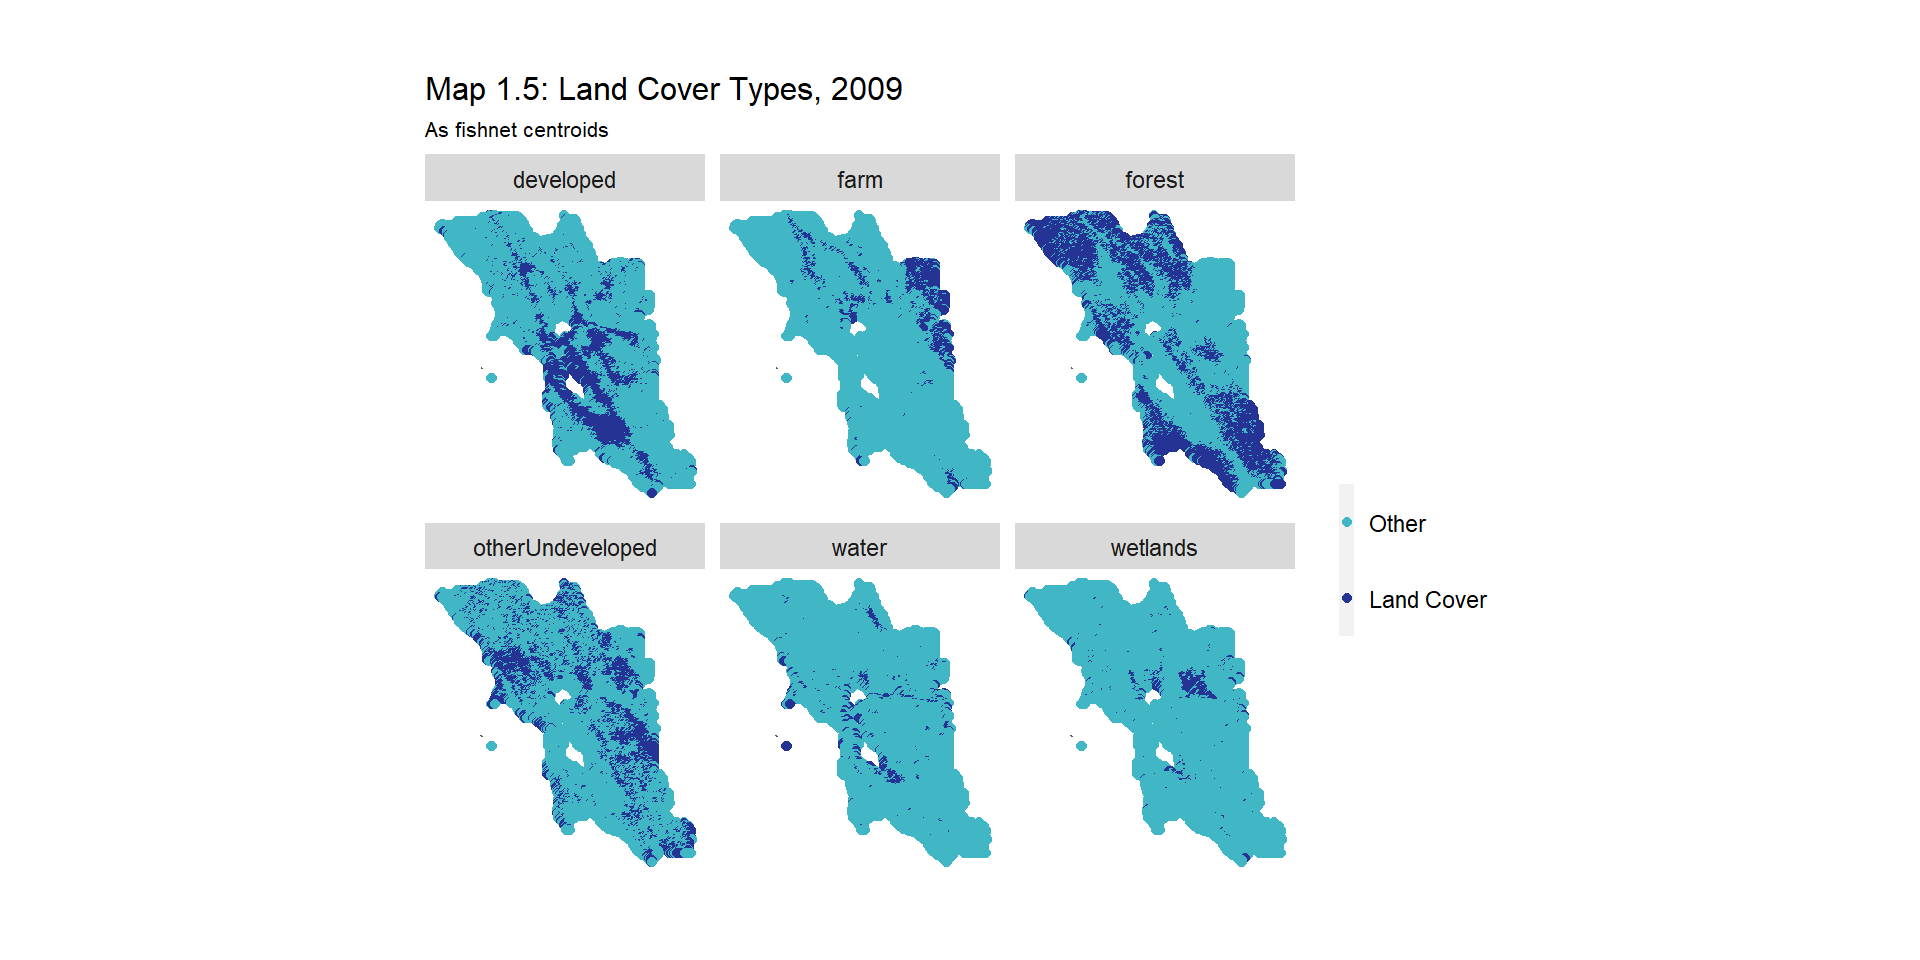 Map 1.5: Land Cover Types, 2009
As fishnet centroids
developed
farm
forest
otherUndeveloped
water
wetlands
Other
Land Cover